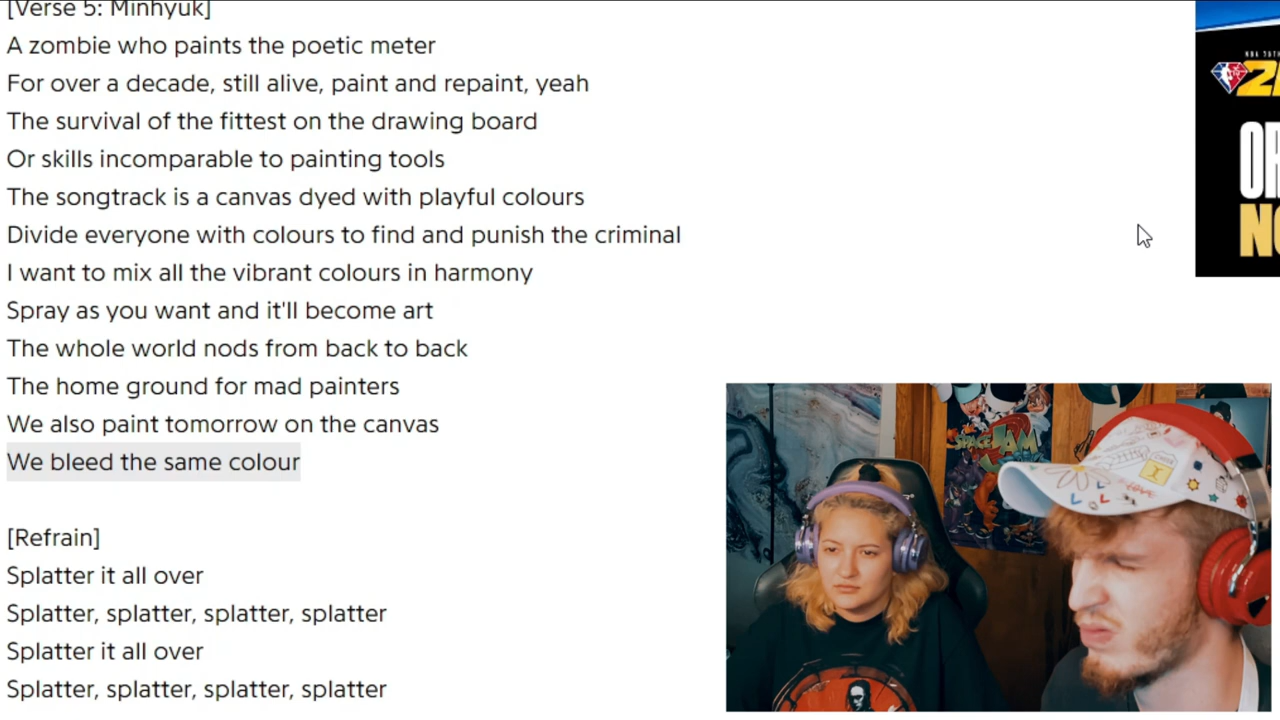 [Verse 5: Minhyuk]
A zombie who paints the poetic meter
For over a decade, still alive, paint and repaint, yeah
The survival of the fittest on the drawing board
Or skills incomparable to painting tools
The songtrack is a canvas dyed with playful colours
Divide everyone with colours to find and punish the criminal
I want to mix all the vibrant colours in harmony
Spray as you want and it'll become art
The whole world nods from back to back
The home ground for mad painters
We also paint tomorrow on the canvas
We bleed the same colour
[Refrain]
Splatter it all over
Splatter, splatter, splatter, splatter
Splatter it all over
Splatter, splatter, splatter, splatter
SPACE JAM